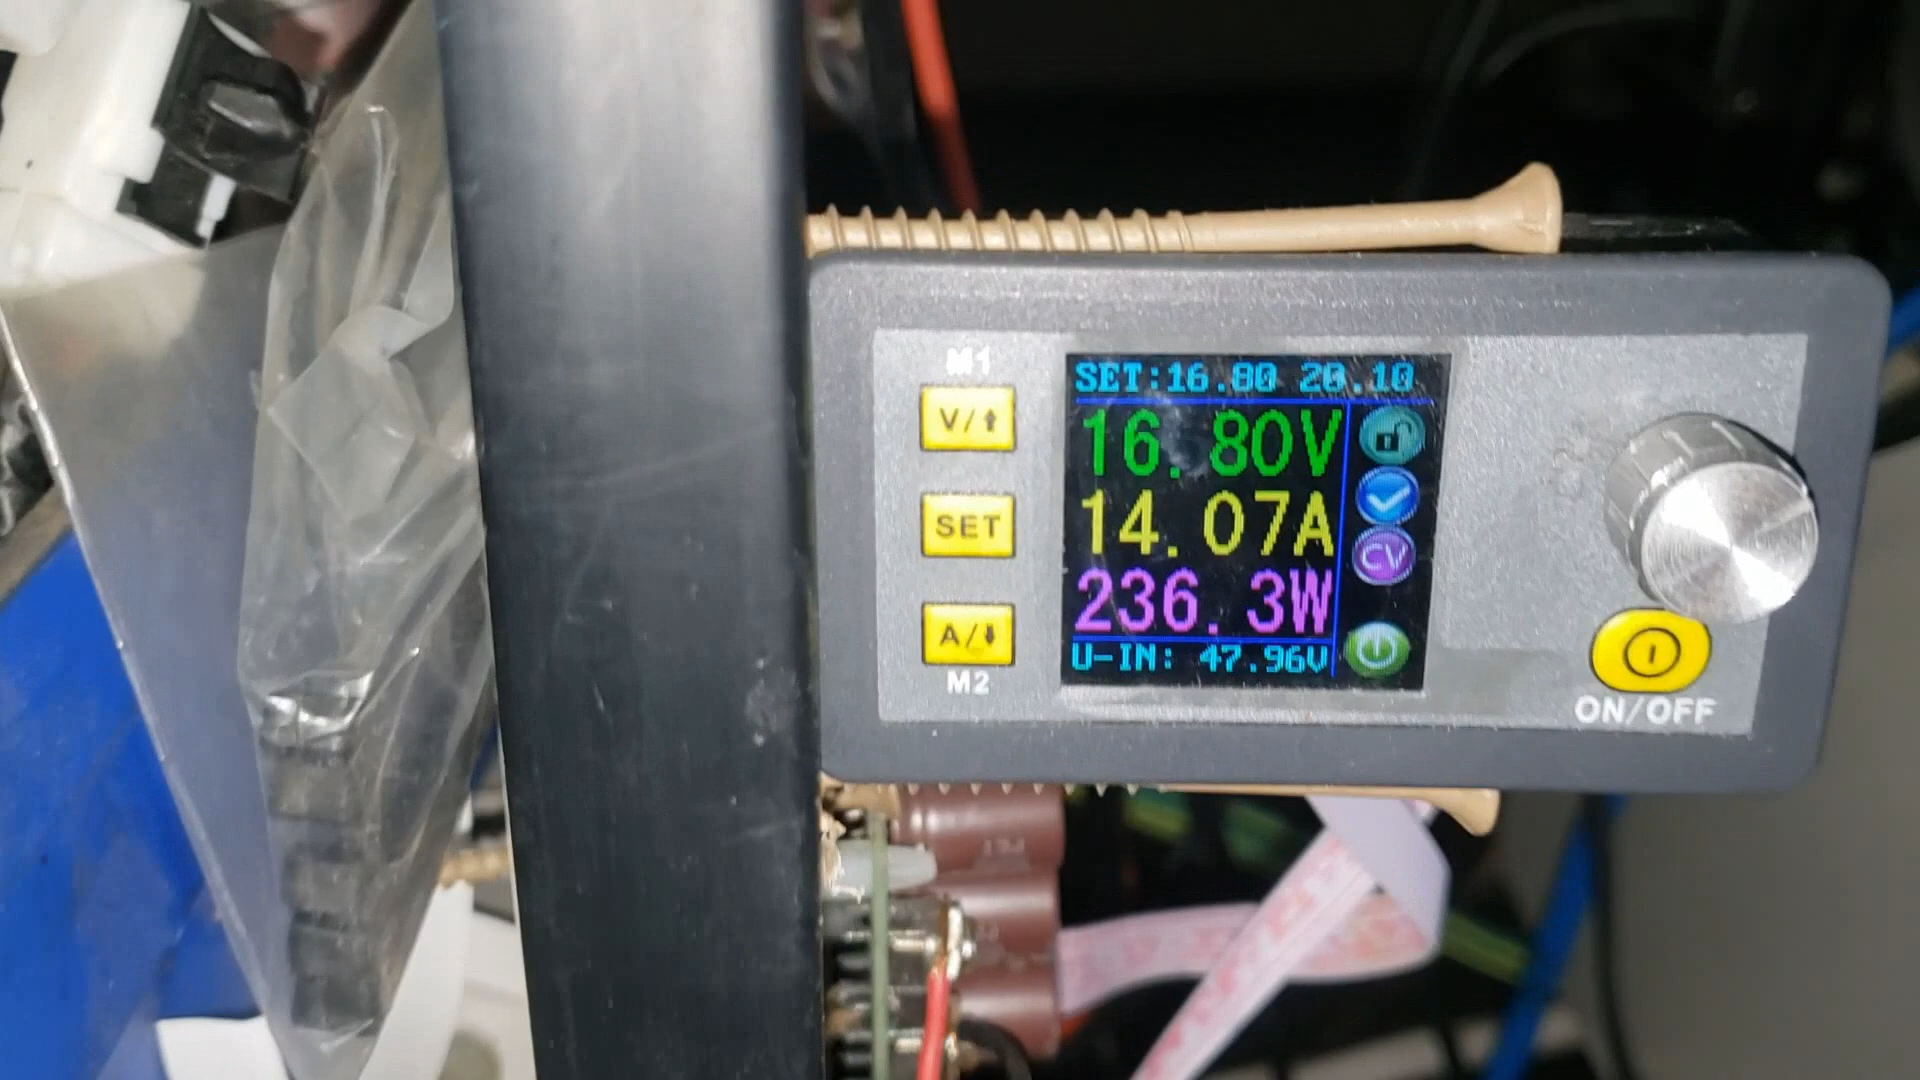 M1
V/⬆
SET
A/⬇
M2
SET:16.80 20.10
16.80V
14.07A
236.3W
U-IN: 47.96V
CV
ON/OFF